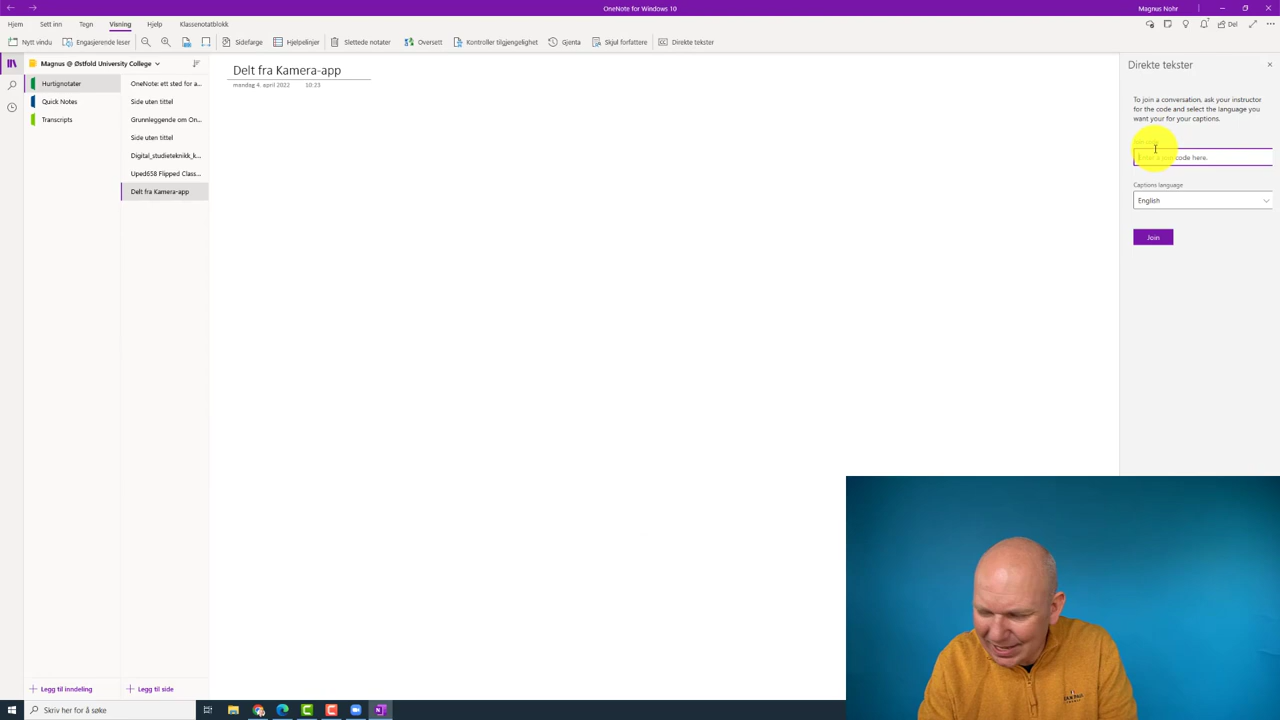 OneNote for Windows 10
Magnus Nohr
Hjem
Sett inn
Tegn
Visning
Hjelp
Klassenotatblokk
Del
Nytt vindu
Engasjerende leser
Sidefarge
Hjelpelinjer
Slettede notater
Oversett
Kontroller tilgjengelighet
Gjenta
Skjul forfattere
Direkte tekster
Magnus @ Østfold University College
Hurtignotater
Quick Notes
Transcripts
OneNote: ett sted for a...
Side uten tittel
Grunnleggende om On...
Side uten tittel
Digital_studieteknikk_k...
Uped658 Flipped Class...
Delt fra Kamera-app
Delt fra Kamera-app
mandag 4. april 2022 10:23
Direkte tekster
To join a conversation, ask your instructor
for the code and select the language you
want your for your captions.
code here.
Captions language
English
Join
Legg til inndeling
Legg til side
Skriv her for å søke